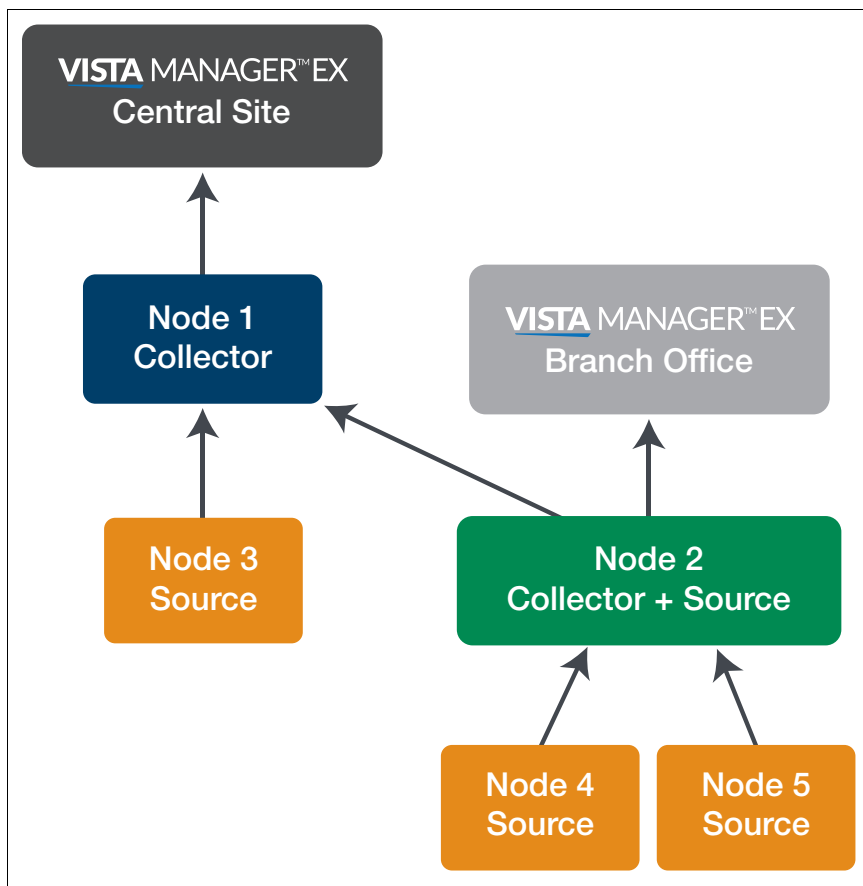 VISTA MANAGER™ EX
Central Site
Node 1
Collector
VISTA MANAGER™ EX
Branch Office
Node 3
Source
Node 2
Collector + Source
Node 4
Source
Node 5
Source